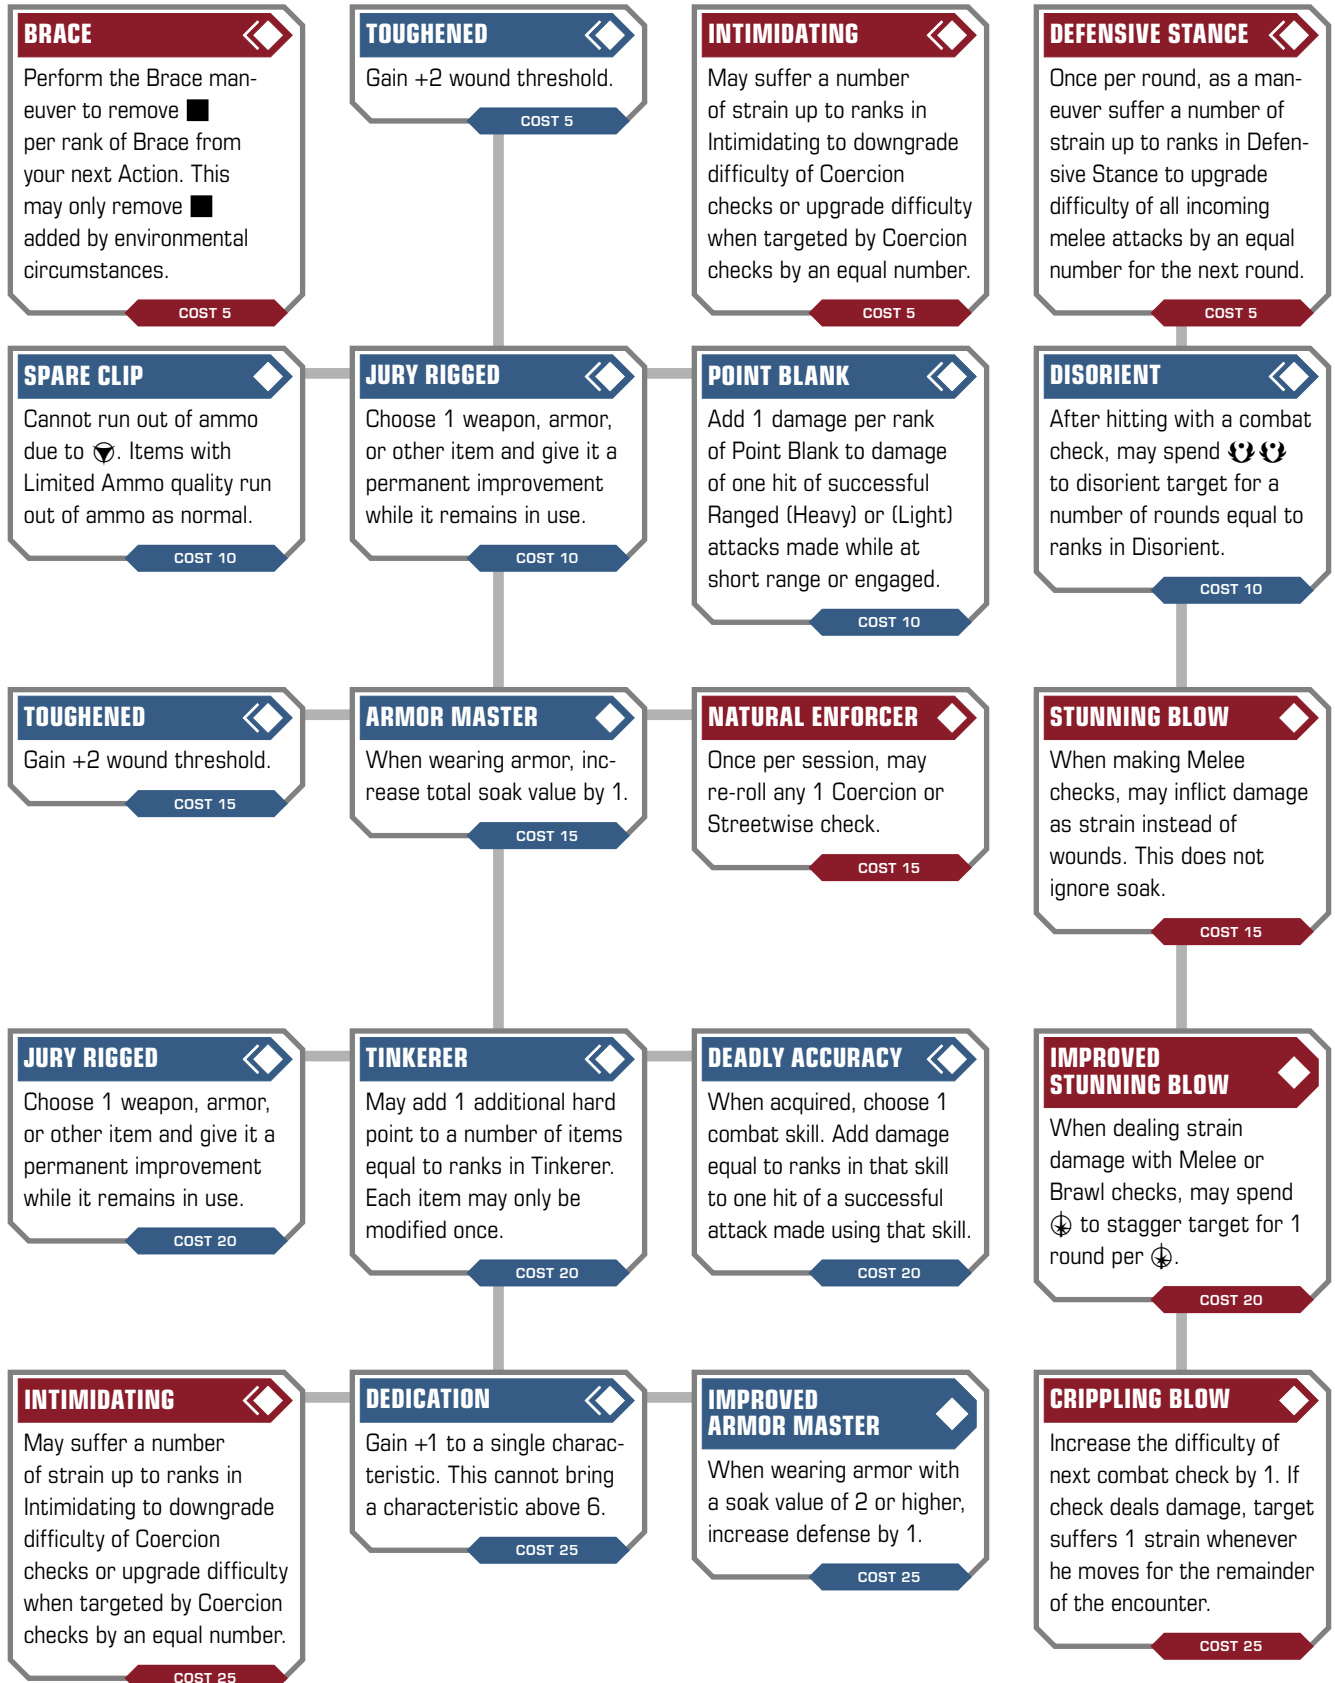 BRACE
Perform the Brace man-
euver to remove
per rank of Brace from
your next Action. This
may only remove
added by environmental
circumstances.
COST 5
TOUGHENED
Gain +2 wound threshold.
COST 5
INTIMIDATING
May suffer a number
of strain up to ranks in
Intimidating to downgrade
difficulty of Coercion
checks or upgrade difficulty
when targeted by Coercion
checks by an equal number.
COST 5
DEFENSIVE STANCE
Once per round, as a man-
euver suffer a number of
strain up to ranks in Defen-
sive Stance to upgrade
difficulty of all incoming
melee attacks by an equal
number for the next round.
COST 5
SPARE CLIP
Cannot run out of ammo
due to . Items with
Limited Ammo quality run
out of ammo as normal.
COST 10
JURY RIGGED
Choose 1 weapon, armor,
or other item and give it a
permanent improvement
while it remains in use.
COST 10
POINT BLANK
Add 1 damage per rank
of Point Blank to damage
of one hit of successful
Ranged (Heavy) or (Light)
attacks made while at
short range or engaged.
COST 10
DISORIENT
After hitting with a combat
check, may spend
to disorient target for a
number of rounds equal to
ranks in Disorient.
COST 10
TOUGHENED
Gain +2 wound threshold.
COST 15
ARMOR MASTER
When wearing armor, inc-
rease total soak value by 1.
COST 15
NATURAL ENFORCER
Once per session, may
re-roll any 1 Coercion or
Streetwise check.
COST 15
STUNNING BLOW
When making Melee
checks, may inflict damage
as strain instead of
wounds. This does not
ignore soak.
COST 15
JURY RIGGED
Choose 1 weapon, armor,
or other item and give it a
permanent improvement
while it remains in use.
COST 20
TINKERER
May add 1 additional hard
point to a number of items
equal to ranks in Tinkerer.
Each item may only be
modified once.
COST 20
DEADLY ACCURACY
When acquired, choose 1
combat skill. Add damage
equal to ranks in that skill
to one hit of a successful
attack made using that skill.
COST 20
IMPROVED
STUNNING BLOW
When dealing strain
damage with Melee or
Brawl checks, may spend
to stagger target for 1
round per .
COST 20
INTIMIDATING
May suffer a number
of strain up to ranks in
Intimidating to downgrade
difficulty of Coercion
checks or upgrade difficulty
when targeted by Coercion
checks by an equal number.
COST 25
DEDICATION
Gain +1 to a single charac-
teristic. This cannot bring
a characteristic above 6.
COST 25
IMPROVED
ARMOR MASTER
When wearing armor with
a soak value of 2 or higher,
increase defense by 1.
COST 25
CRIPPLING BLOW
Increase the difficulty of
next combat check by 1. If
check deals damage, target
suffers 1 strain whenever
he moves for the remainder
of the encounter.
COST 25